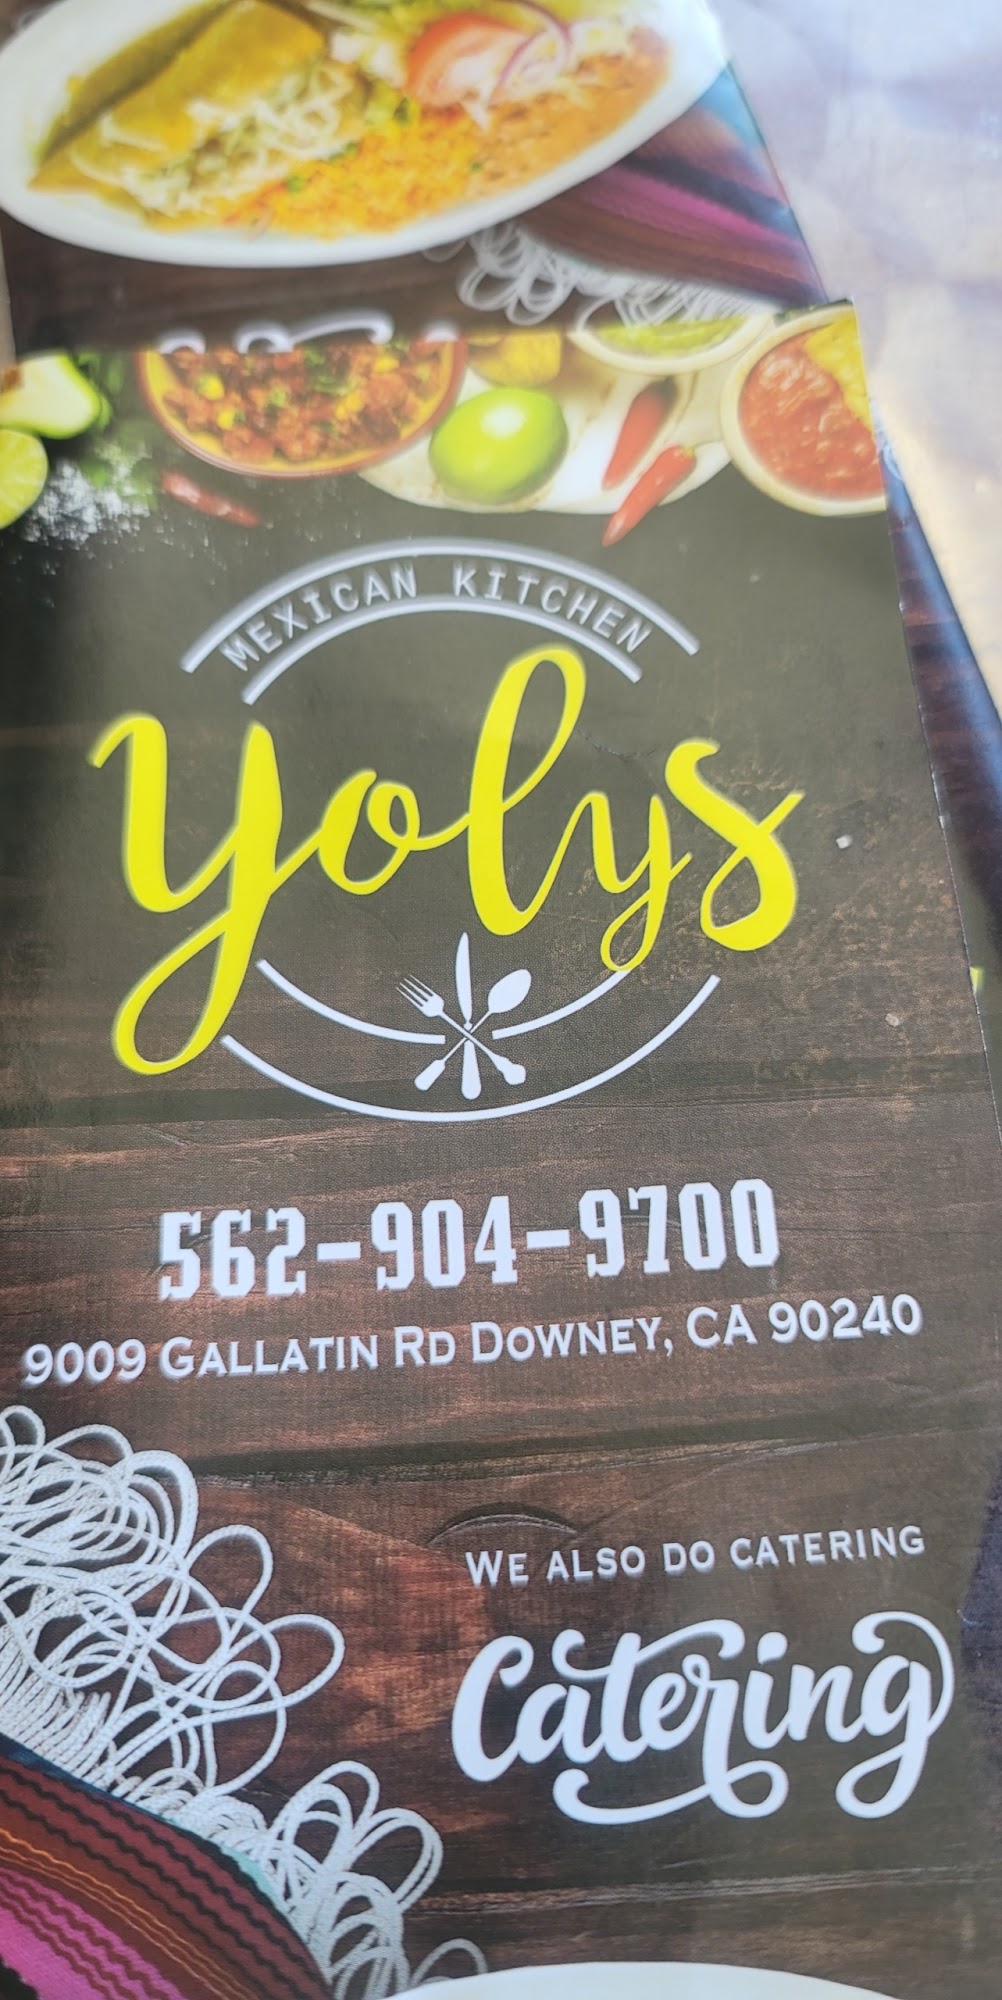 MEXICAN KITCHEN
yolys
562-904-9700
9009 GALLATIN RD DOWNEY, CA 90240
WE ALSO DO CATERING
Catering